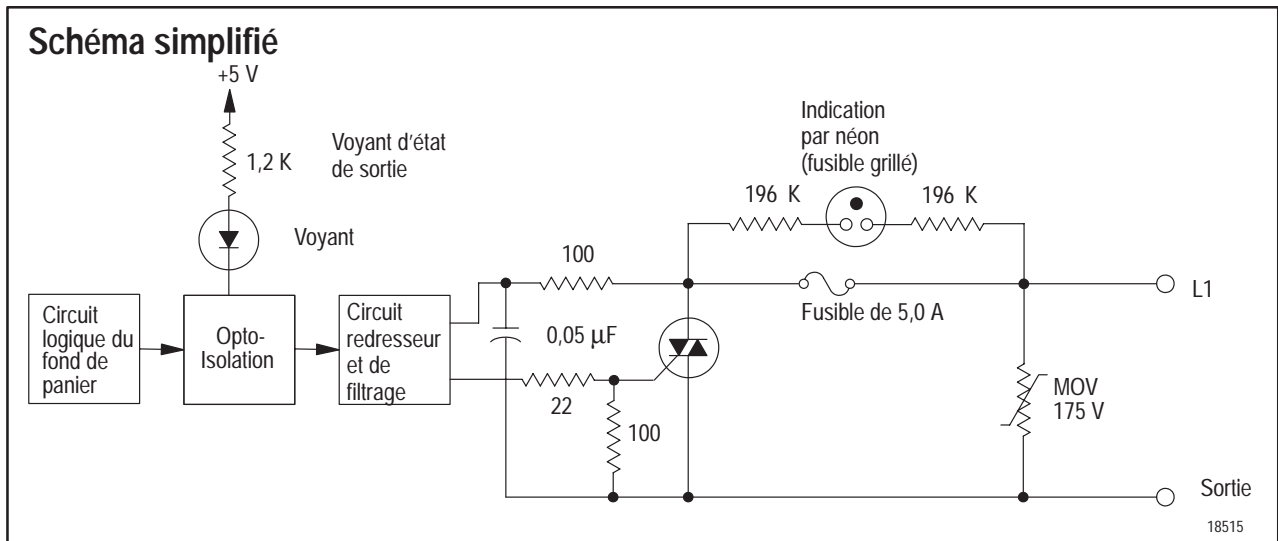 Schéma simplifié
+5 V
1,2 K
Voyant d'état
de sortie
Voyant
Indication
par néon
(fusible grillé)
196 K
196 K
100
L1
Fusible de 5,0 A
Circuit
logique du
fond de
panier
Opto-
Isolation
Circuit
redresseur
et de
filtrage
0,05 µF
22
100
MOV
175 V
Sortie
18515